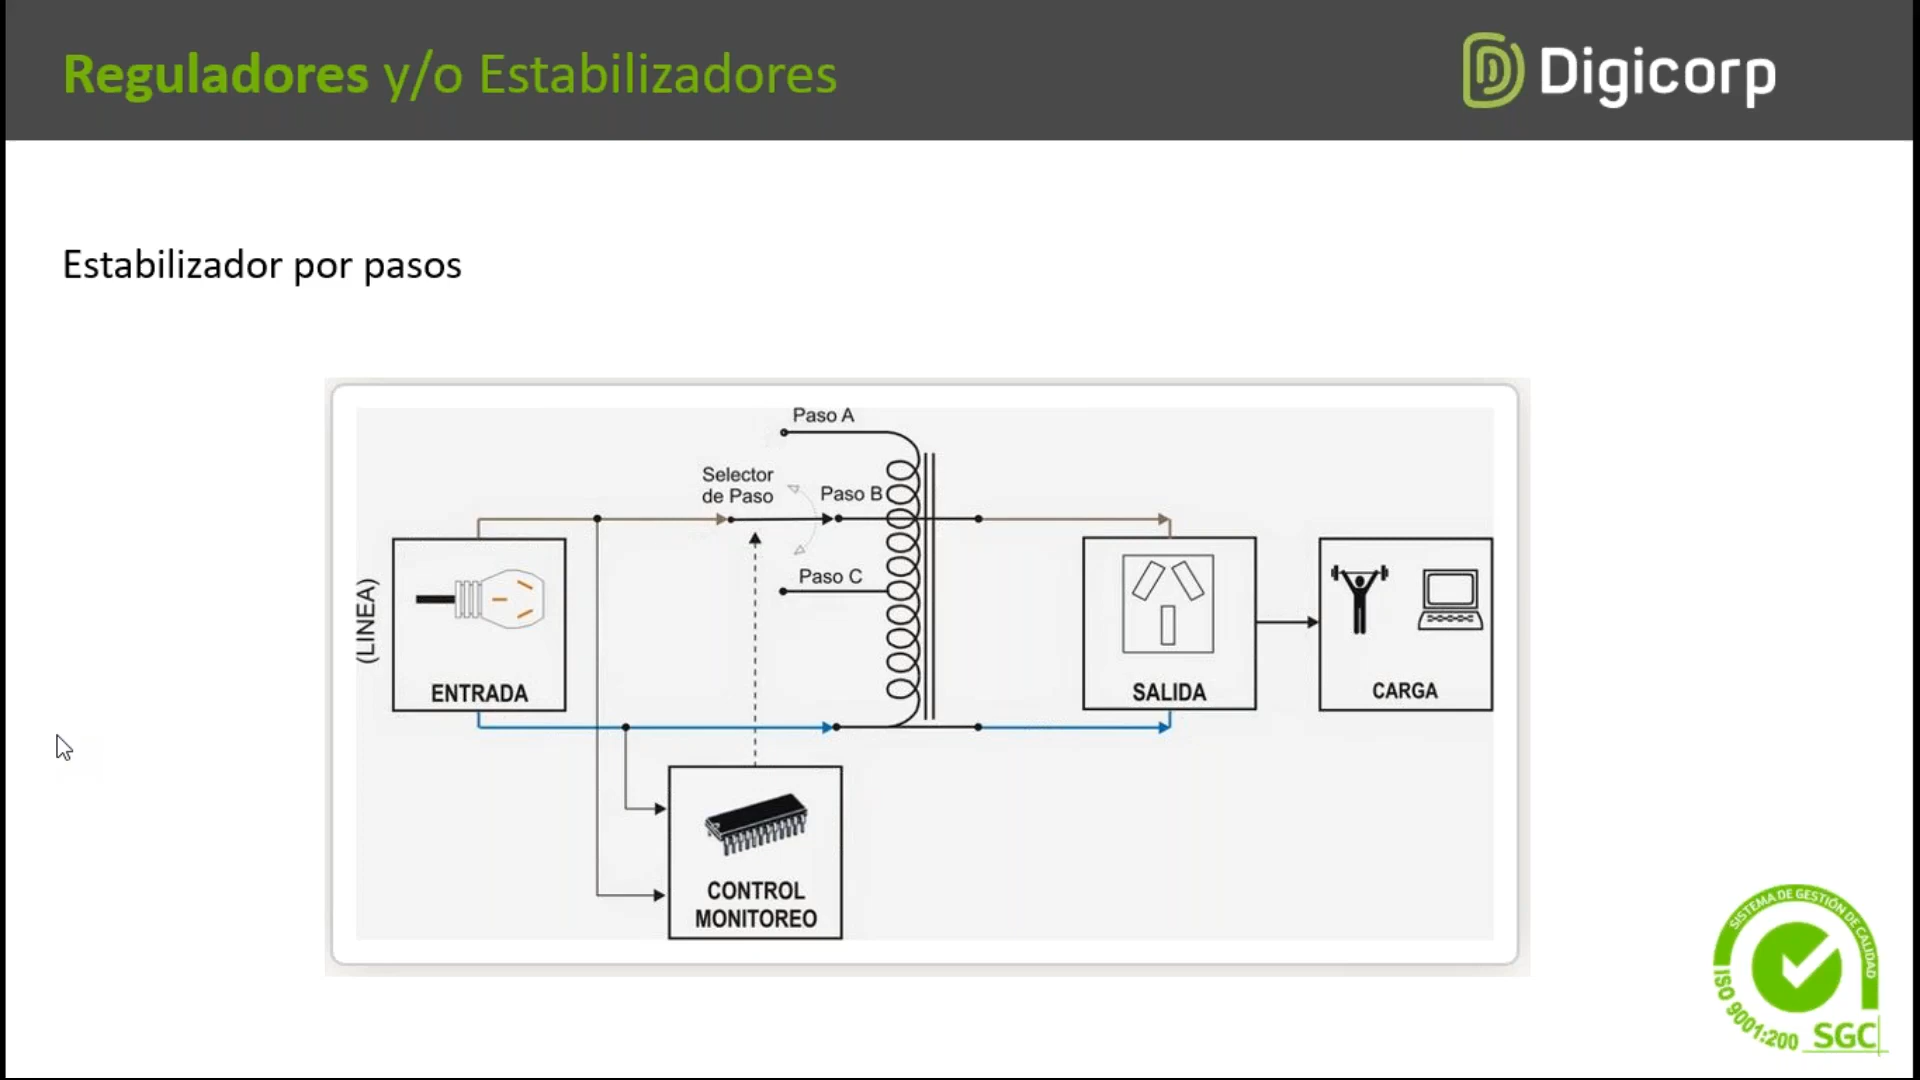 Reguladores y/o Estabilizadores
Digicorp
Estabilizador por pasos
Paso A
Selector
de Paso
Paso B
Paso C
(LINEA)
ENTRADA
SALIDA
CARGA
CONTROL
MONITOREO
SISTEMA DE GESTIÓN DE CALIDAD
ISO 9001:200
SGC